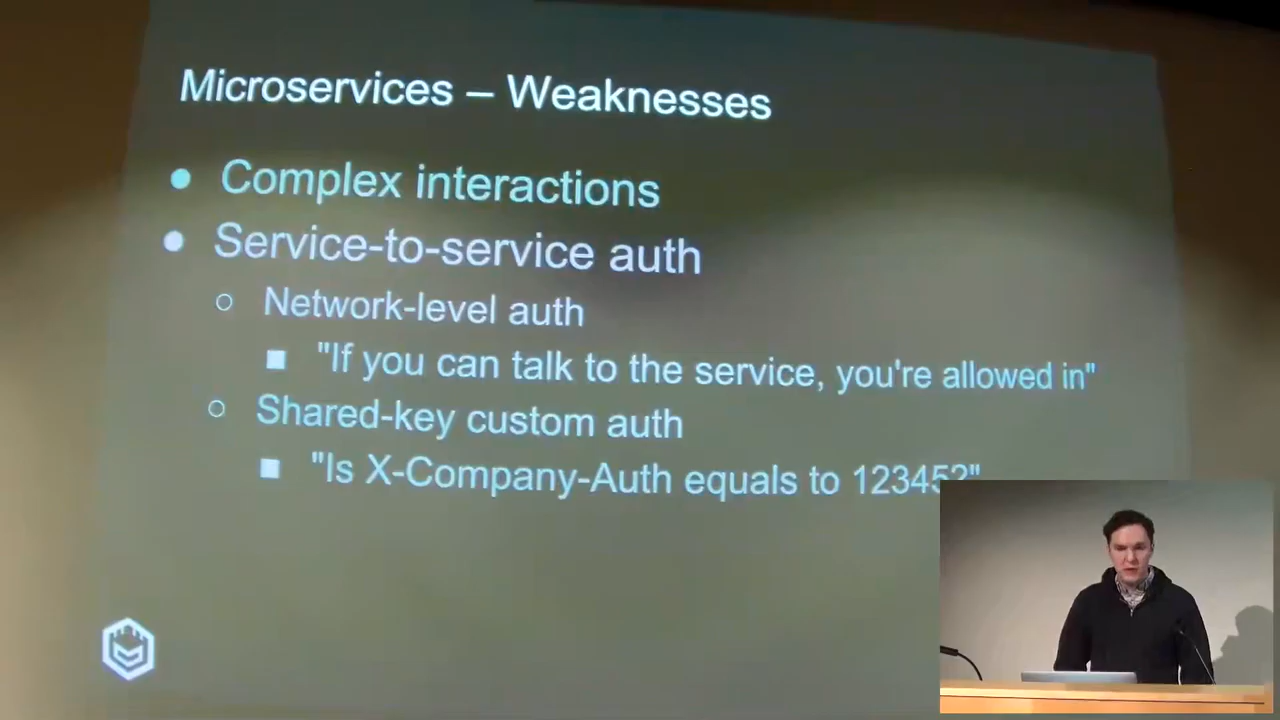 Microservices – Weaknesses
Complex interactions
Service-to-service auth
Network-level auth
"If you can talk to the service, you're allowed in"
Shared-key custom auth
"Is X-Company-Auth equals to 12345?"